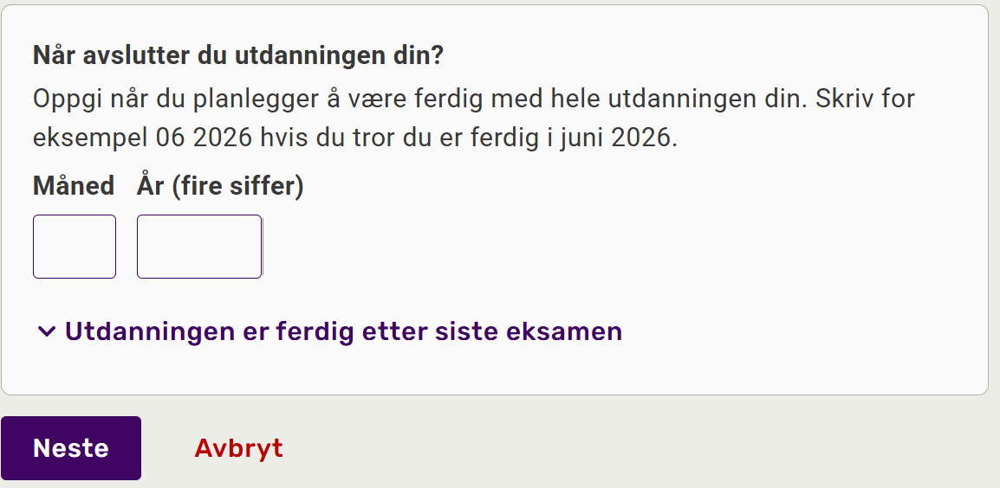 Når avslutter du utdanningen din?
Oppgi når du planlegger å være ferdig med hele utdanningen din. Skriv for
eksempel 06 2026 hvis du tror du er ferdig i juni 2026.
Måned År (fire siffer)
Utdanningen er ferdig etter siste eksamen
Neste Avbryt